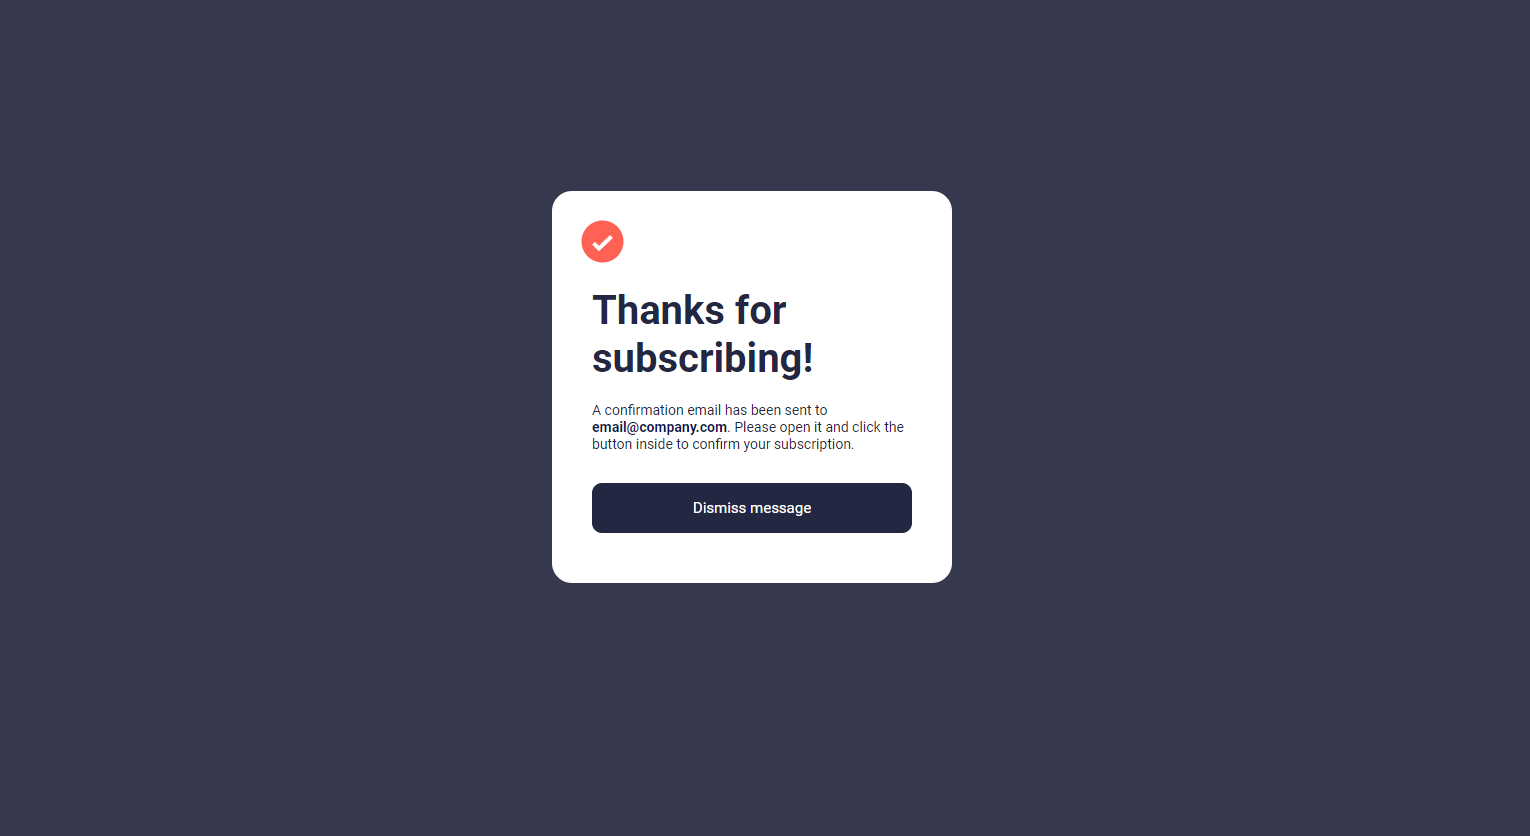 Thanks for
subscribing!
A confirmation email has been sent to
email@company.com. Please open it and click the
button inside to confirm your subscription.
Dismiss message